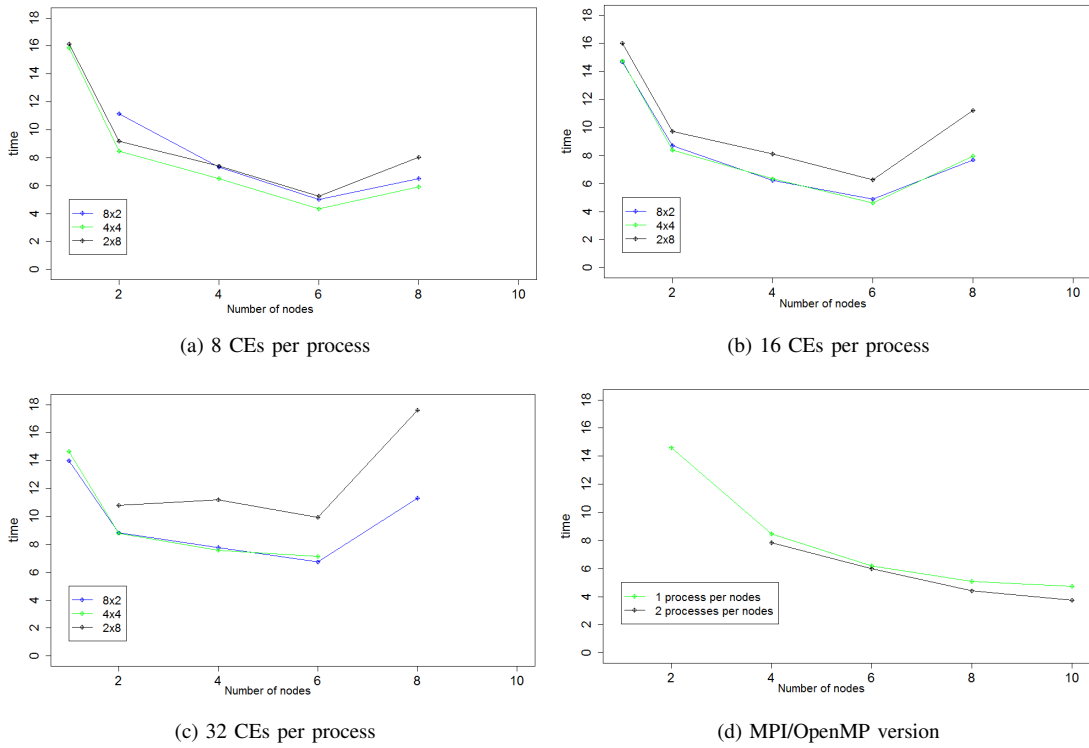 18
16
14
12
10
8
6
4
2
0
time
8x2
4x4
2x8
2 4 6 8 10
Number of nodes
(a) 8 CEs per process
18
16
14
12
10
8
6
4
2
0
time
8x2
4x4
2x8
2 4 6 8 10
Number of nodes
(b) 16 CEs per process
18
16
14
12
10
8
6
4
2
0
time
8x2
4x4
2x8
2 4 6 8 10
Number of nodes
(c) 32 CEs per process
18
16
14
12
10
8
6
4
2
0
time
1 process per nodes
2 processes per nodes
2 4 6 8 10
Number of nodes
(d) MPI/OpenMP version